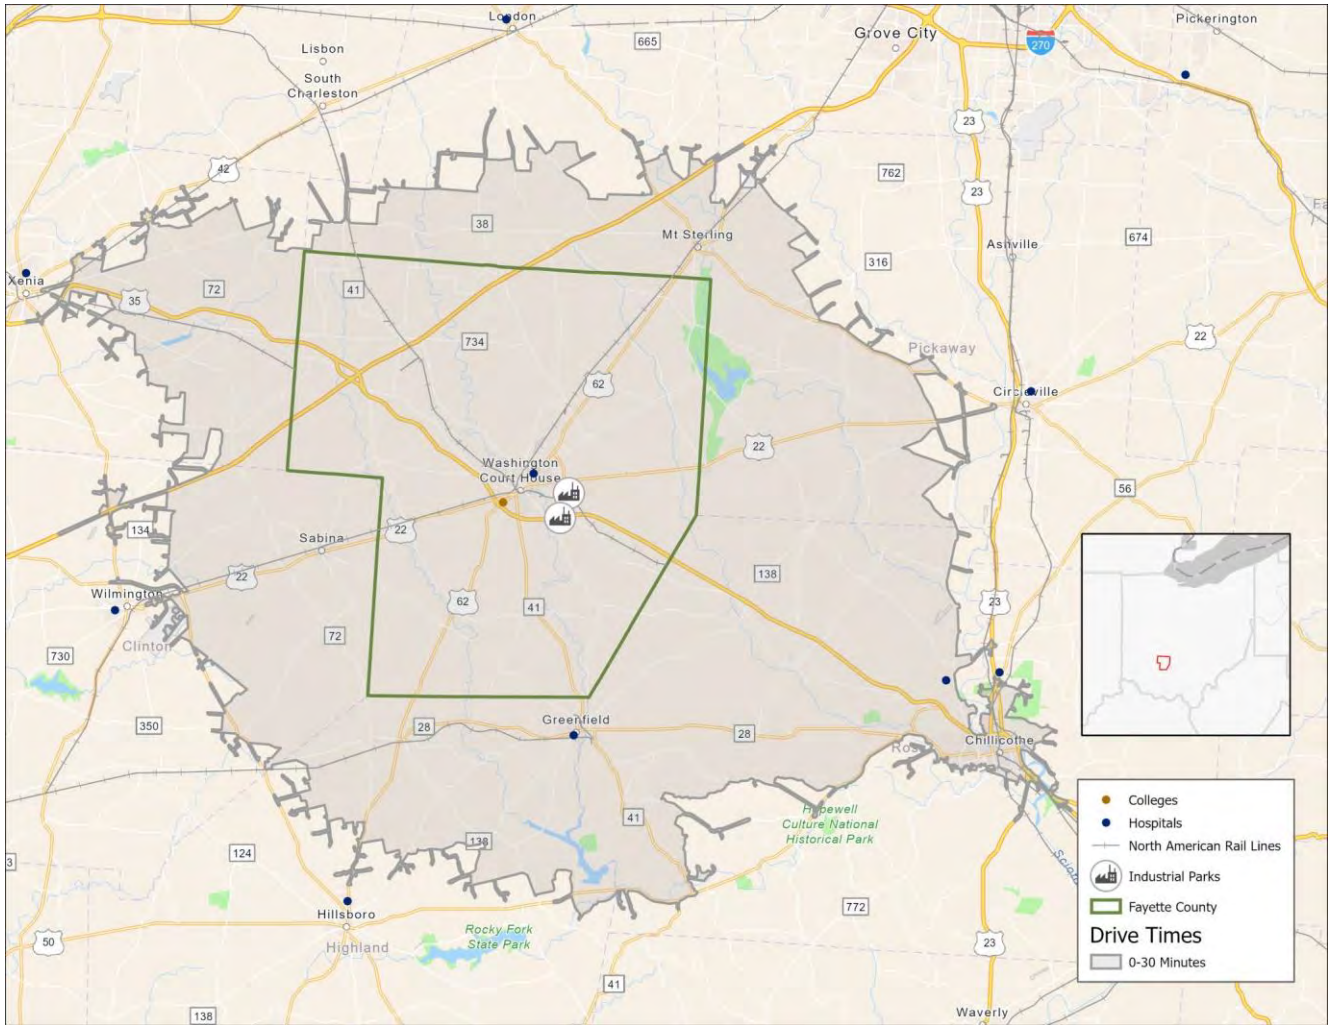 London
Pickerington
Grove City
665
270
Lisbon
South
Charleston
23
42
762
23
Fa
38
Mt Sterling
Ashville
674
316
Xenia
72
41
35
734
Pickaway
22
62
Circleville
22
Washington
Court House
56
134
22
Sabina
22
138
Wilmington
62
41
23
72
Clinton
730
350
28
Greenfield
28
Ros
Chillicothe
41
Hopewell
Culture National
Historical Park
138
3
124
Scioto
Hillsboro
772
Rocky Fork
State Park
50
Highland
23
41
138
Waverly
Colleges
Hospitals
North American Rail Lines
Industrial Parks
Fayette County
Drive Times
0-30 Minutes